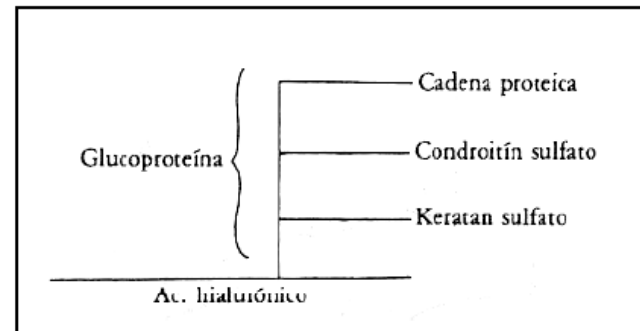 Cadena proteica
Glucoproteína
Condroitín sulfato
Keratan sulfato
Ac. hialurónico